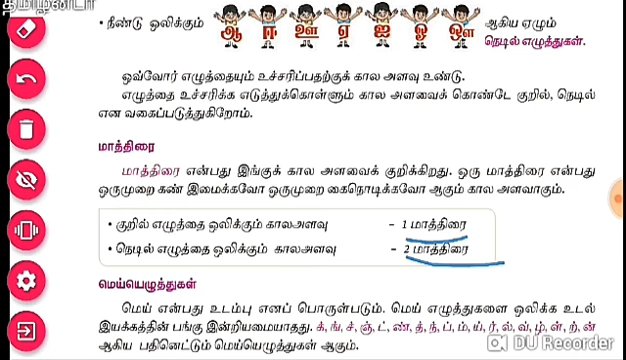 தமிழ்னடா
• நீண்டு ஒலிக்கும் ஆ ஈ ஊ ஏ ஐ ஓ ஔ ஆகிய ஏழும்
நெடில் எழுத்துகள்.
ஒவ்வோர் எழுத்தையும் உச்சரிப்பதற்குக் கால அளவு உண்டு.
எழுத்தை உச்சரிக்க எடுத்துக்கொள்ளும் கால அளவைக் கொண்டே குறில், நெடில்
என வகைப்படுத்துகிறோம்.
மாத்திரை
மாத்திரை என்பது இங்குக் கால அளவைக் குறிக்கிறது. ஒரு மாத்திரை என்பது
ஒருமுறை கண் இமைக்கவோ ஒருமுறை கைநொடிக்கவோ ஆகும் கால அளவாகும்.
• குறில் எழுத்தை ஒலிக்கும் காலஅளவு - 1 மாத்திரை
• நெடில் எழுத்தை ஒலிக்கும் காலஅளவு - 2 மாத்திரை
மெய்யெழுத்துகள்
மெய் என்பது உடம்பு எனப் பொருள்படும். மெய் எழுத்துகளை ஒலிக்க உடல்
இயக்கத்தின் பங்கு இன்றியமையாதது. க், ங், ச், ஞ், ட், ண், த், ந், ப், ம், ய், ர், ல், வ், ழ், ள், ற், ன்
ஆகிய பதினெட்டும் மெய்யெழுத்துகள் ஆகும்.
DU Recorder